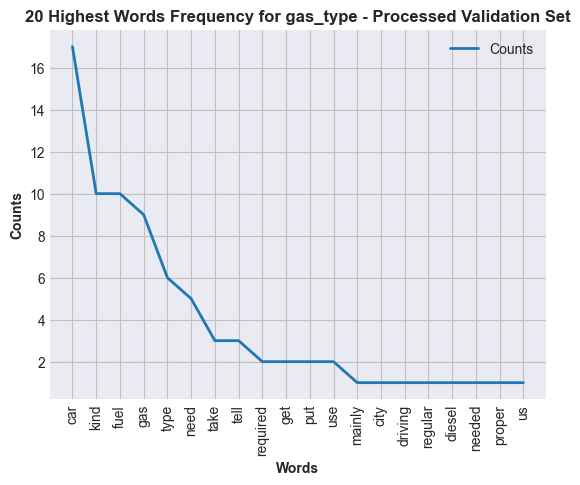 20 Highest Words Frequency for gas_type - Processed Validation Set
Counts
16
14
12
10
8
6
4
2
Counts
car
kind
fuel
gas
type
need
take
tell
required
get
put
use
mainly
city
driving
regular
diesel
needed
proper
us
Words